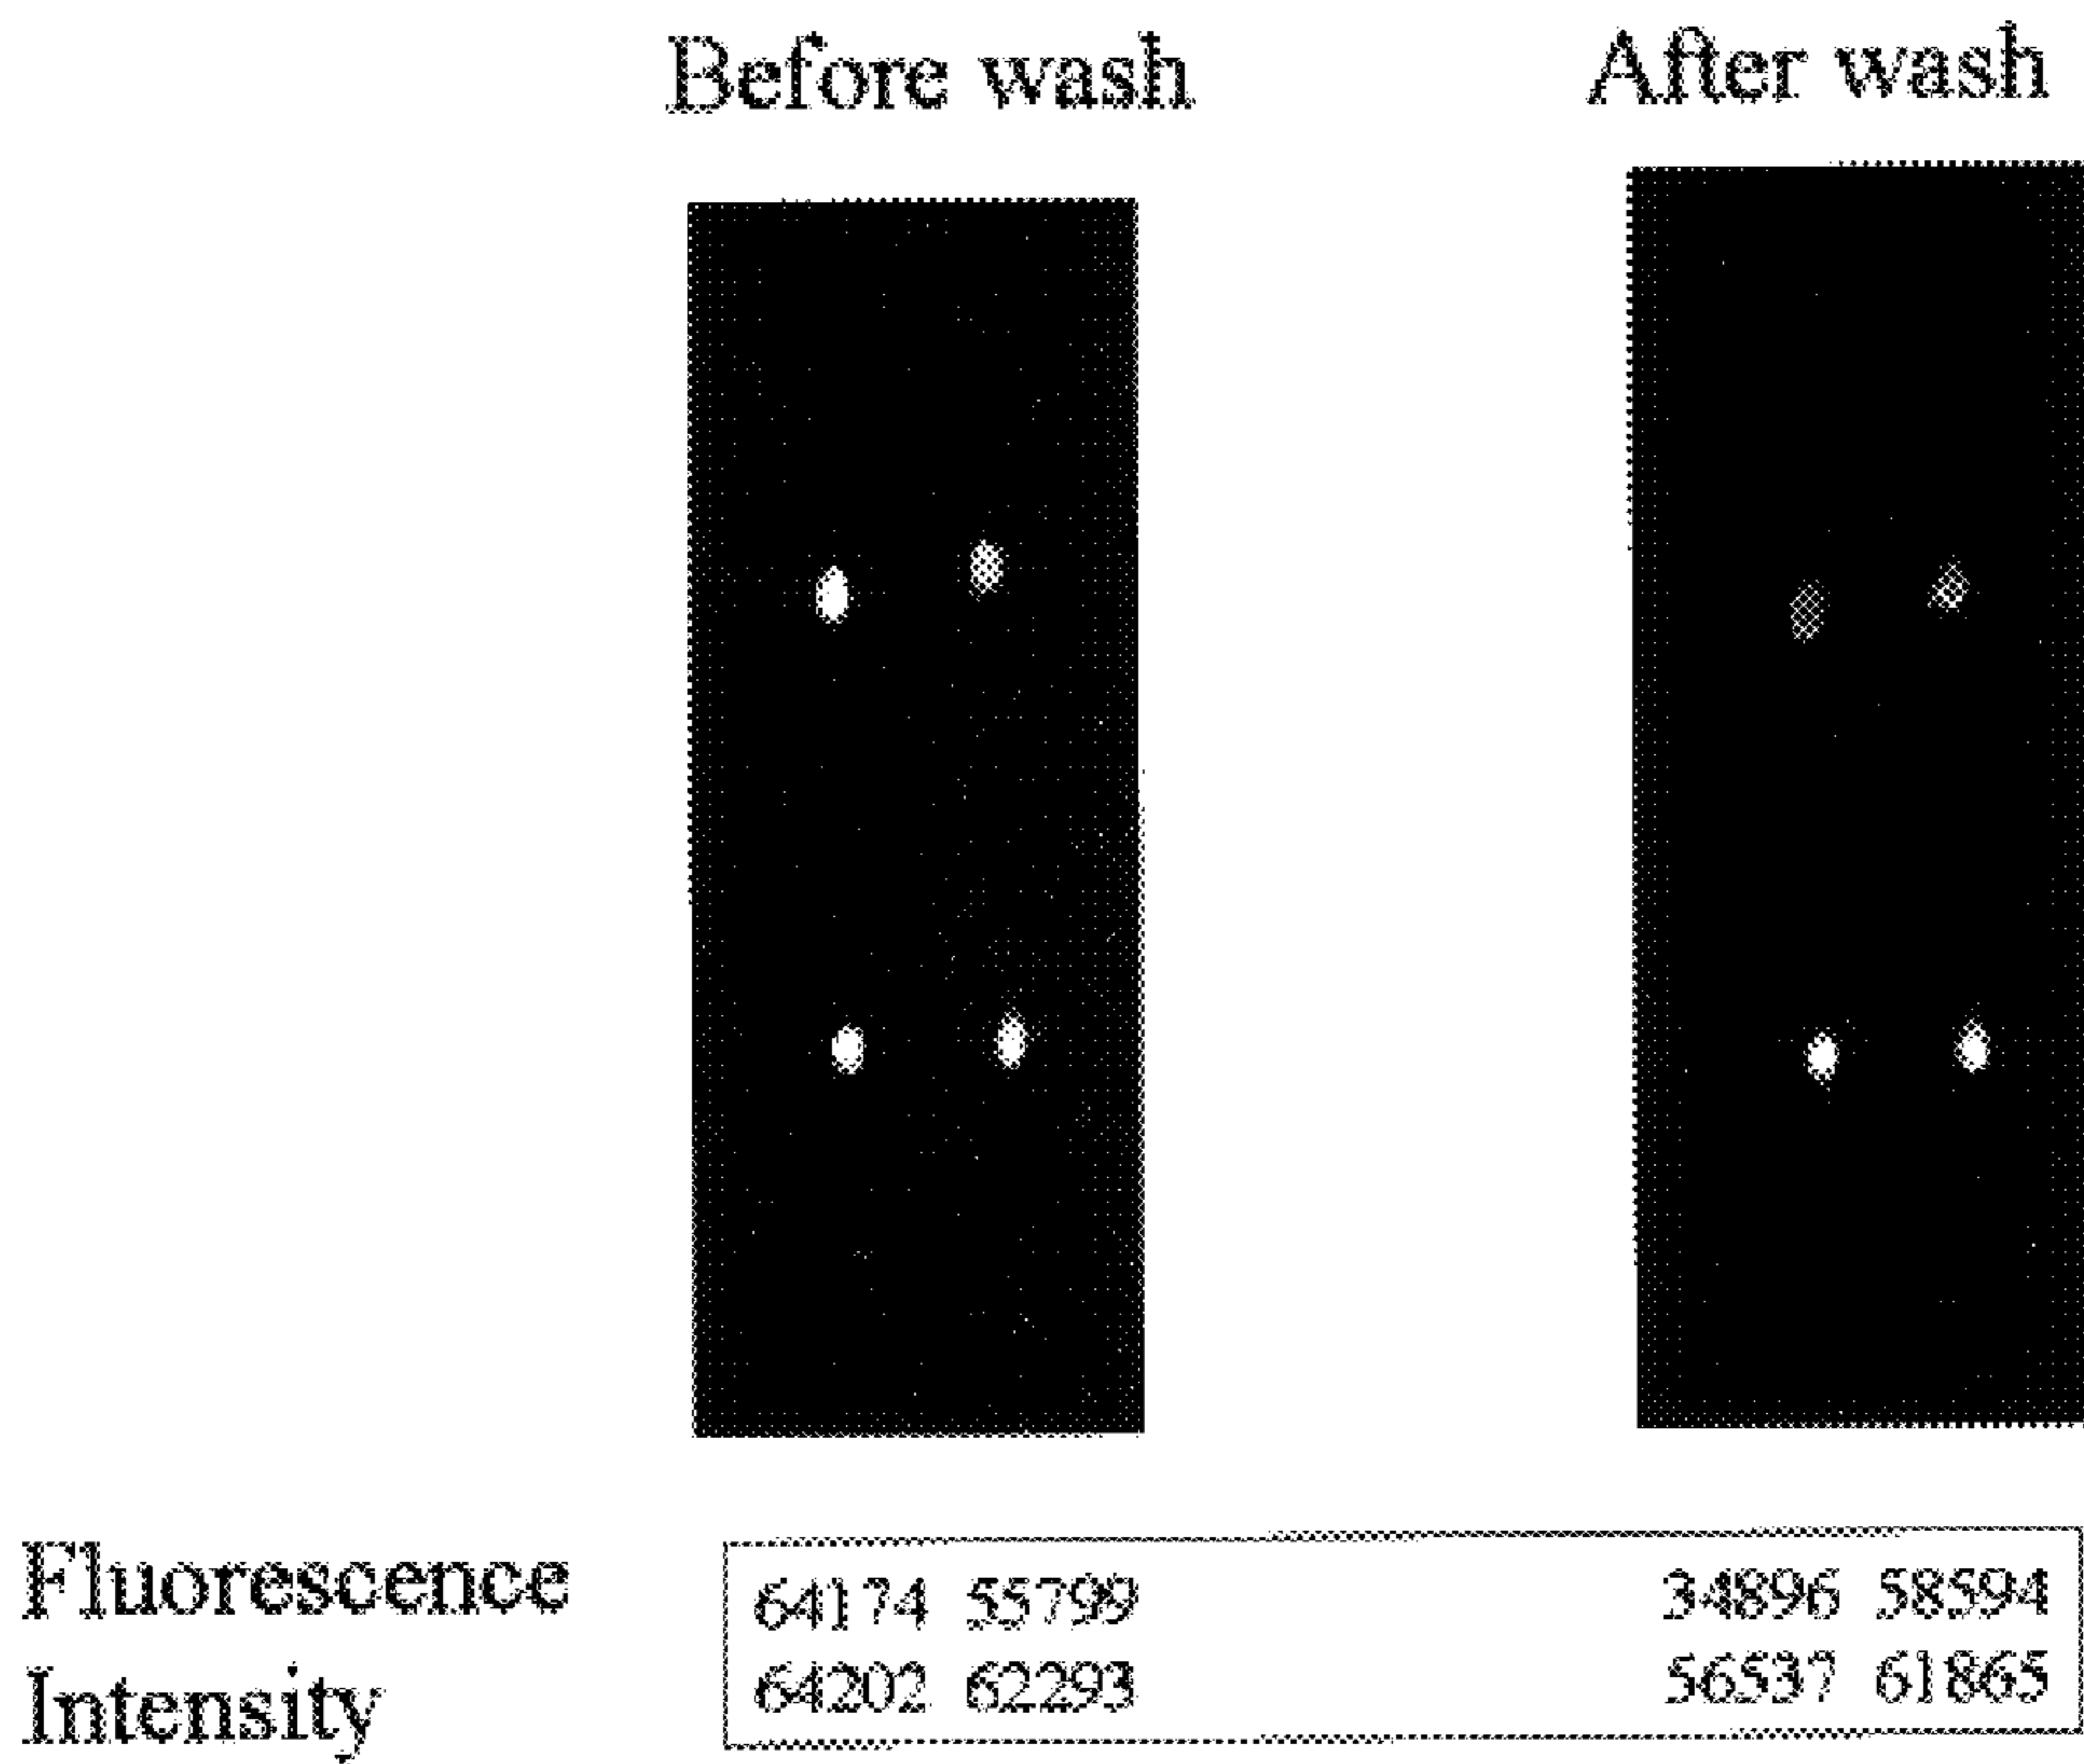 Before wash After wash
Fluorescence Intensity
64174 55799 34896 58594
64202 62293 56537 61865